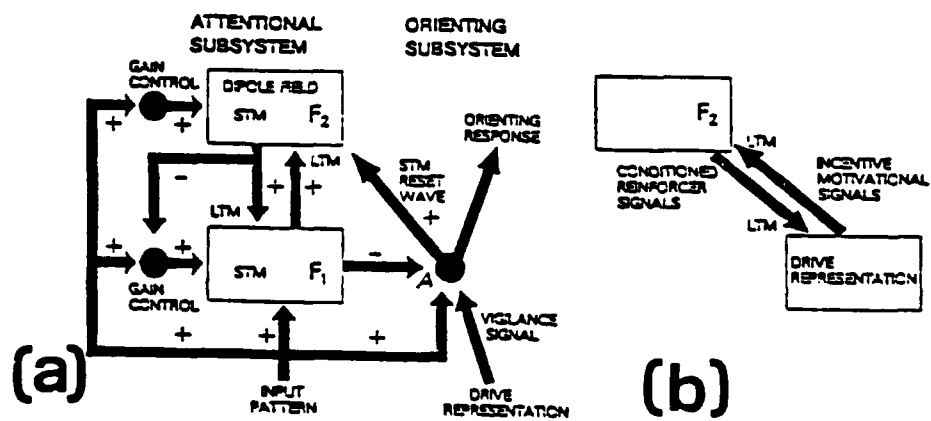 ATTENTIONAL
SUBSYSTEM
ORIENTING
SUBSYSTEM
GAIN
CONTROL
DIPOLE FIELD
STM F2
+
+
ORIENTING
RESPONSE
LTM
STM
RESET
WAVE
+
-
+
+
LTM
+
+
STM F1
-
A
GAIN
CONTROL
VIGILANCE
SIGNAL
+
+
+
INPUT
PATTERN
DRIVE
REPRESENTATION
(a)
F2
LTM
CONDITIONED
REINFORCER
SIGNALS
INCENTIVE
MOTIVATIONAL
SIGNALS
LTM
DRIVE
REPRESENTATION
(b)